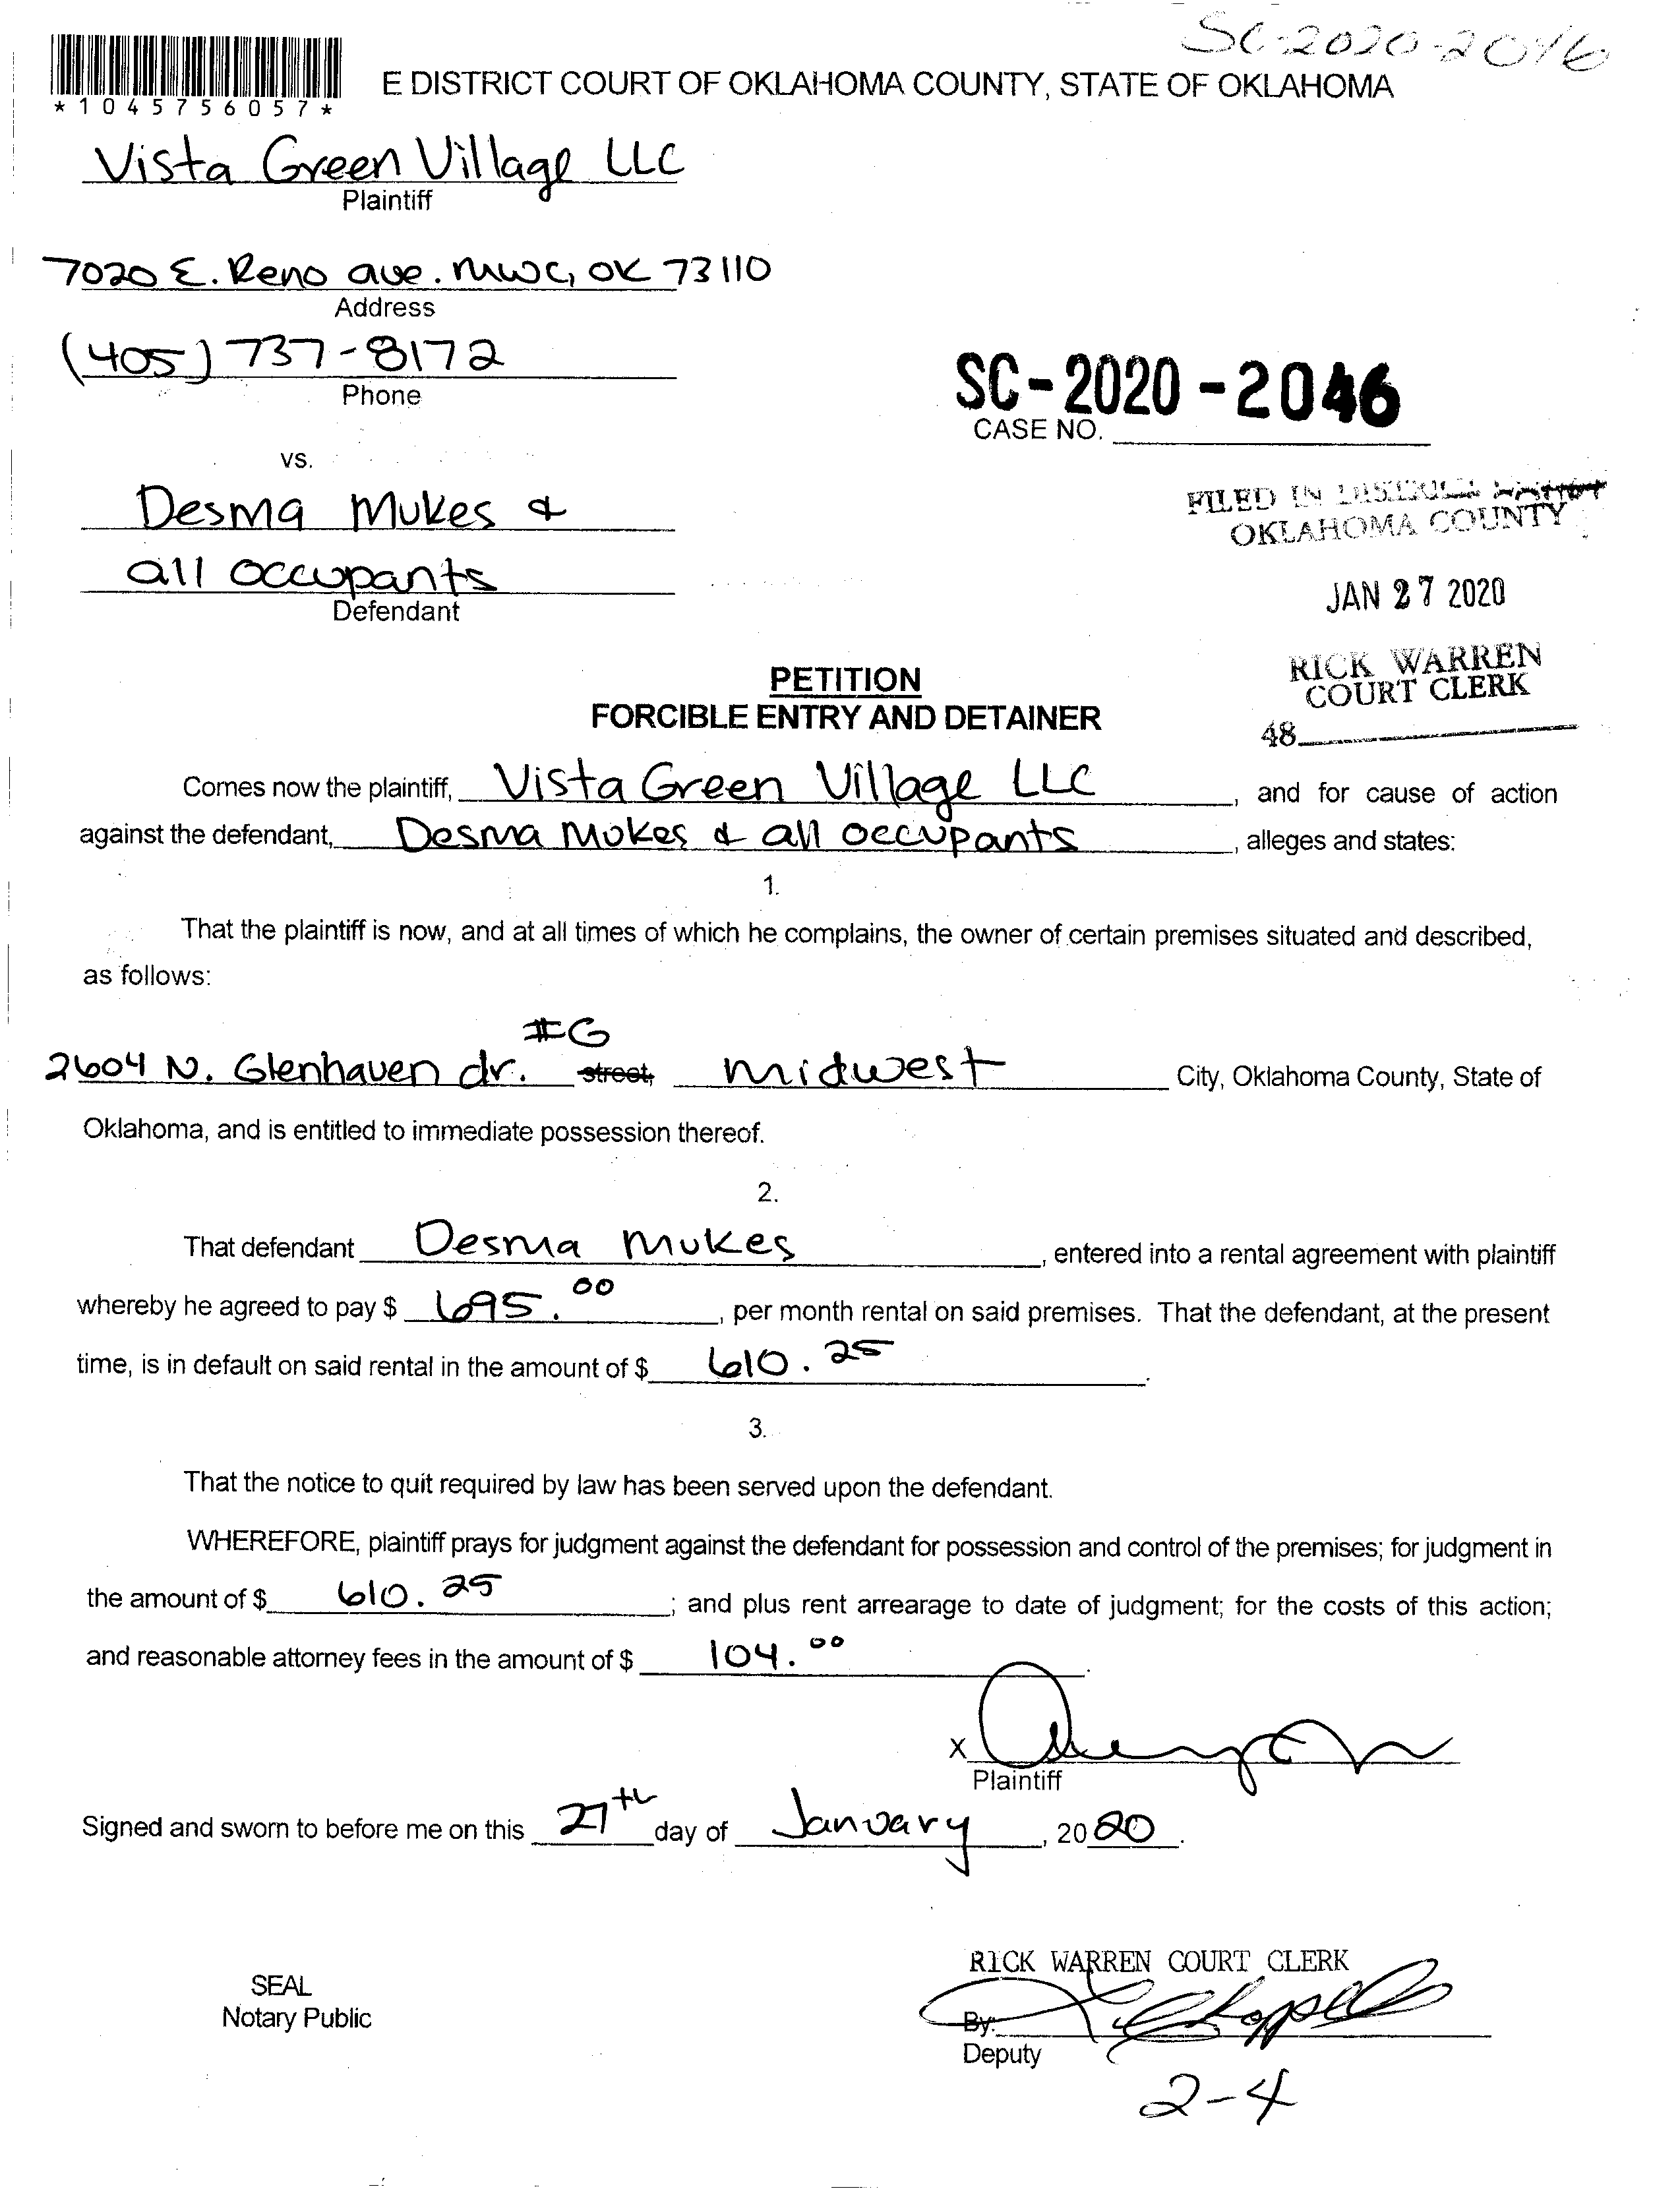 SC-2020-2046
*1045756057*
E DISTRICT COURT OF OKLAHOMA COUNTY, STATE OF OKLAHOMA
Vista Green Village LLC
Plaintiff
7020 E. Reno ave. MWC, OK 73110
Address
(405) 737-8172
Phone
SC-2020-2046
CASE NO.
vs.
Desma Mukes &
all occupants
Defendant
FILED IN DISTRICT COURT
OKLAHOMA COUNTY
JAN 27 2020
RICK WARREN
COURT CLERK
48
PETITION
FORCIBLE ENTRY AND DETAINER
Comes now the plaintiff, Vista Green Village LLC, and for cause of action
against the defendant, Desma Mukes & all occupants, alleges and states:
1.
That the plaintiff is now, and at all times of which he complains, the owner of certain premises situated and described,
as follows:
#G
2604 N. Glenhaven dr. street, midwest City, Oklahoma County, State of
Oklahoma, and is entitled to immediate possession thereof.
2.
That defendant Desma Mukes, entered into a rental agreement with plaintiff
whereby he agreed to pay $ 695.00, per month rental on said premises. That the defendant, at the present
time, is in default on said rental in the amount of $ 610.25.
3.
That the notice to quit required by law has been served upon the defendant.
WHEREFORE, plaintiff prays for judgment against the defendant for possession and control of the premises; for judgment in
the amount of $ 610.25; and plus rent arrearage to date of judgment; for the costs of this action;
and reasonable attorney fees in the amount of $ 104.00.
X
Plaintiff
Signed and sworn to before me on this 27th day of January, 2020.
RICK WARREN COURT CLERK
SEAL
Notary Public
By:
Deputy
2-4